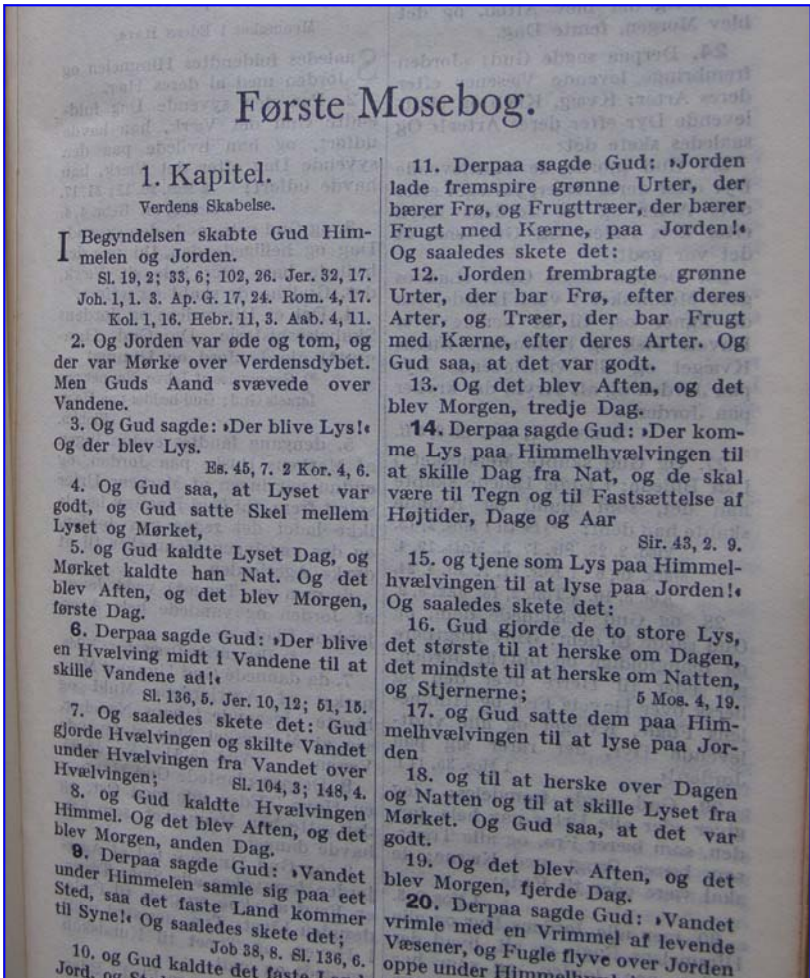 Første Mosebog.
1. Kapitel.
Verdens Skabelse.
I Begyndelsen skabte Gud Him-
melen og Jorden.
Sl. 19, 2; 33, 6; 102, 26. Jer. 32, 17.
Joh. 1, 1. 3. Ap. G. 17, 24. Rom. 4, 17.
Kol. 1, 16. Hebr. 11, 3. Aab. 4, 11.
2. Og Jorden var øde og tom, og
der var Mørke over Verdensdybet.
Men Guds Aand svævede over
Vandene.
3. Og Gud sagde: »Der blive Lys!«
Og der blev Lys.
Es. 45, 7. 2 Kor. 4, 6.
4. Og Gud saa, at Lyset var
godt, og Gud satte Skel mellem
Lyset og Mørket,
5. og Gud kaldte Lyset Dag, og
Mørket kaldte han Nat. Og det
blev Aften, og det blev Morgen,
første Dag.
6. Derpaa sagde Gud: »Der blive
en Hvælving midt i Vandene til at
skille Vandene ad!«
Sl. 136, 5. Jer. 10, 12; 51, 15.
7. Og saaledes skete det: Gud
gjorde Hvælvingen og skilte Vandet
under Hvælvingen fra Vandet over
Hvælvingen; Sl. 104, 3; 148, 4.
8. og Gud kaldte Hvælvingen
Himmel. Og det blev Aften, og det
blev Morgen, anden Dag.
9. Derpaa sagde Gud: »Vandet
under Himmelen samle sig paa eet
Sted, saa det faste Land kommer
til Syne!« Og saaledes skete det;
Job 38, 8. Sl. 136, 6.
10. og Gud kaldte det faste Land
Jord, og
11. Derpaa sagde Gud: »Jorden
lade fremspire grønne Urter, der
bærer Frø, og Frugttræer, der bærer
Frugt med Kærne, paa Jorden!«
Og saaledes skete det:
12. Jorden frembragte grønne
Urter, der bar Frø, efter deres
Arter, og Træer, der bar Frugt
med Kærne, efter deres Arter. Og
Gud saa, at det var godt.
13. Og det blev Aften, og det
blev Morgen, tredje Dag.
14. Derpaa sagde Gud: »Der kom-
me Lys paa Himmelhvælvingen til
at skille Dag fra Nat, og de skal
være til Tegn og til Fastsættelse af
Højtider, Dage og Aar
Sir. 43, 2. 9.
15. og tjene som Lys paa Himmel-
hvælvingen til at lyse paa Jorden!«
Og saaledes skete det:
16. Gud gjorde de to store Lys,
det største til at herske om Dagen,
det mindste til at herske om Natten,
og Stjernerne; 5 Mos. 4, 19.
17. og Gud satte dem paa Him-
melhvælvingen til at lyse paa Jor-
den
18. og til at herske over Dagen
og Natten og til at skille Lyset fra
Mørket. Og Gud saa, at det var
godt.
19. Og det blev Aften, og det
blev Morgen, fjerde Dag.
20. Derpaa sagde Gud: »Vandet
vrimle med en Vrimmel af levende
Væsener, og Fugle flyve over Jorden
oppe under